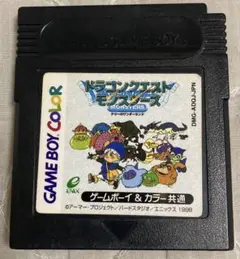 GAME BOY COLOR
ドラゴンクエスト
モンスターズ
テリーのワンダーランド
ENIX
DMG-AQDJ-JPN
ゲームボーイ & カラー共通
©アーマープロジェクト/バードスタジオ/エニックス 1998